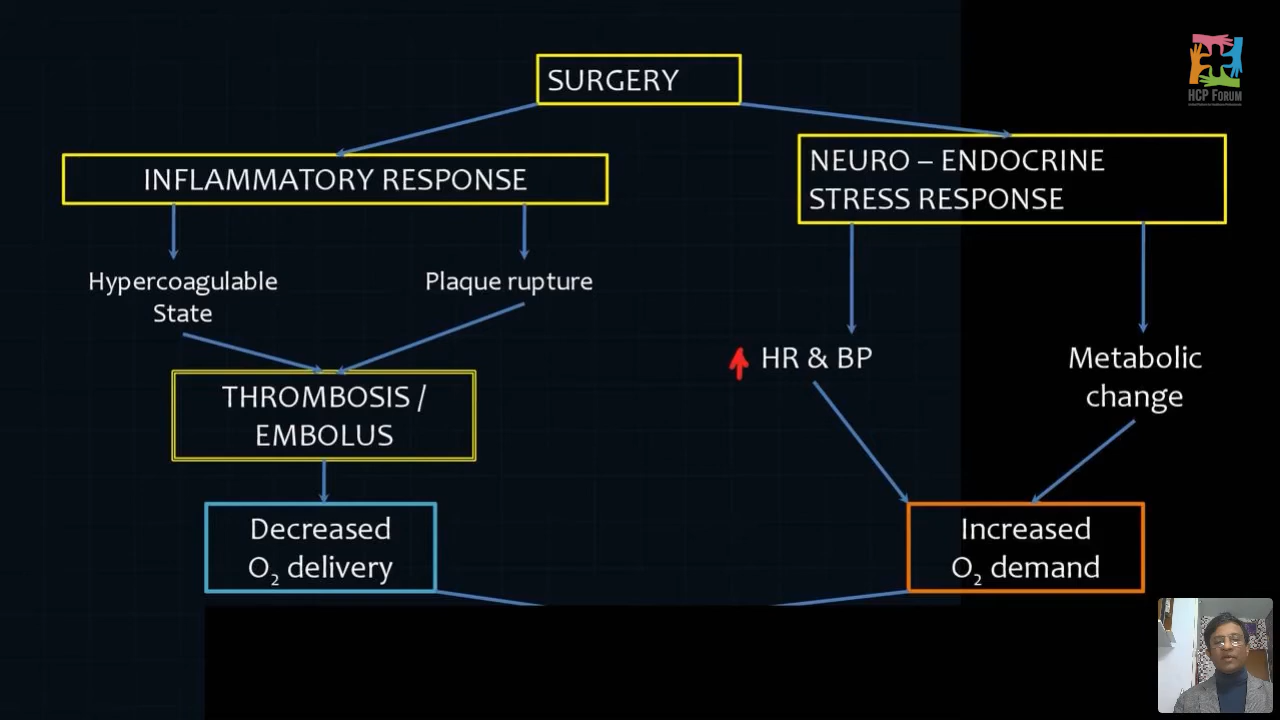 SURGERY
HCP FORUM
INFLAMMATORY RESPONSE
NEURO – ENDOCRINE
STRESS RESPONSE
Hypercoagulable
State
Plaque rupture
HR & BP
Metabolic
change
THROMBOSIS /
EMBOLUS
Decreased
O₂ delivery
Increased
O₂ demand